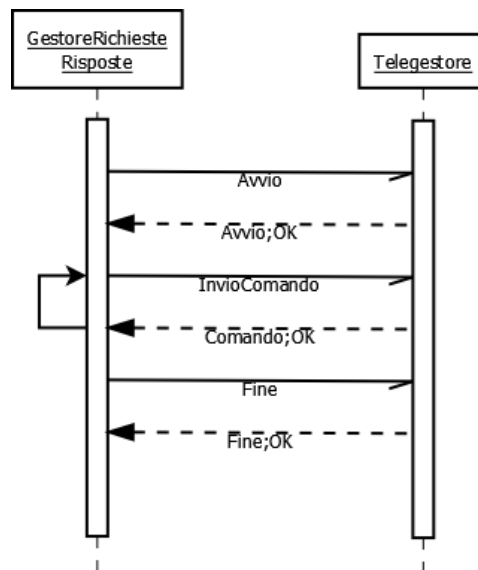 GestoreRichieste
Risposte
Telegestore
Avvio
Avvio;OK
InvioComando
Comando;OK
Fine
Fine;OK